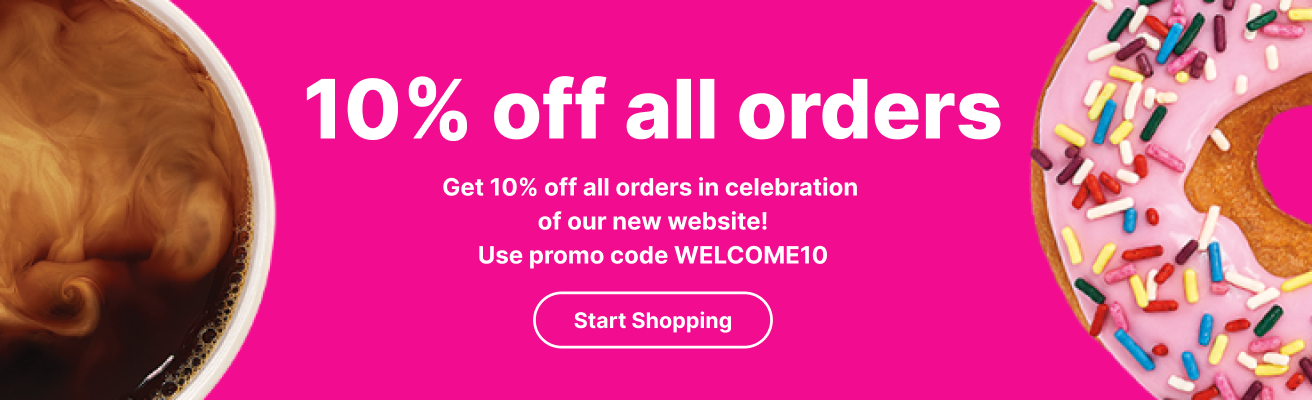 10% off all orders
Get 10% off all orders in celebration
of our new website!
Use promo code WELCOME10
Start Shopping